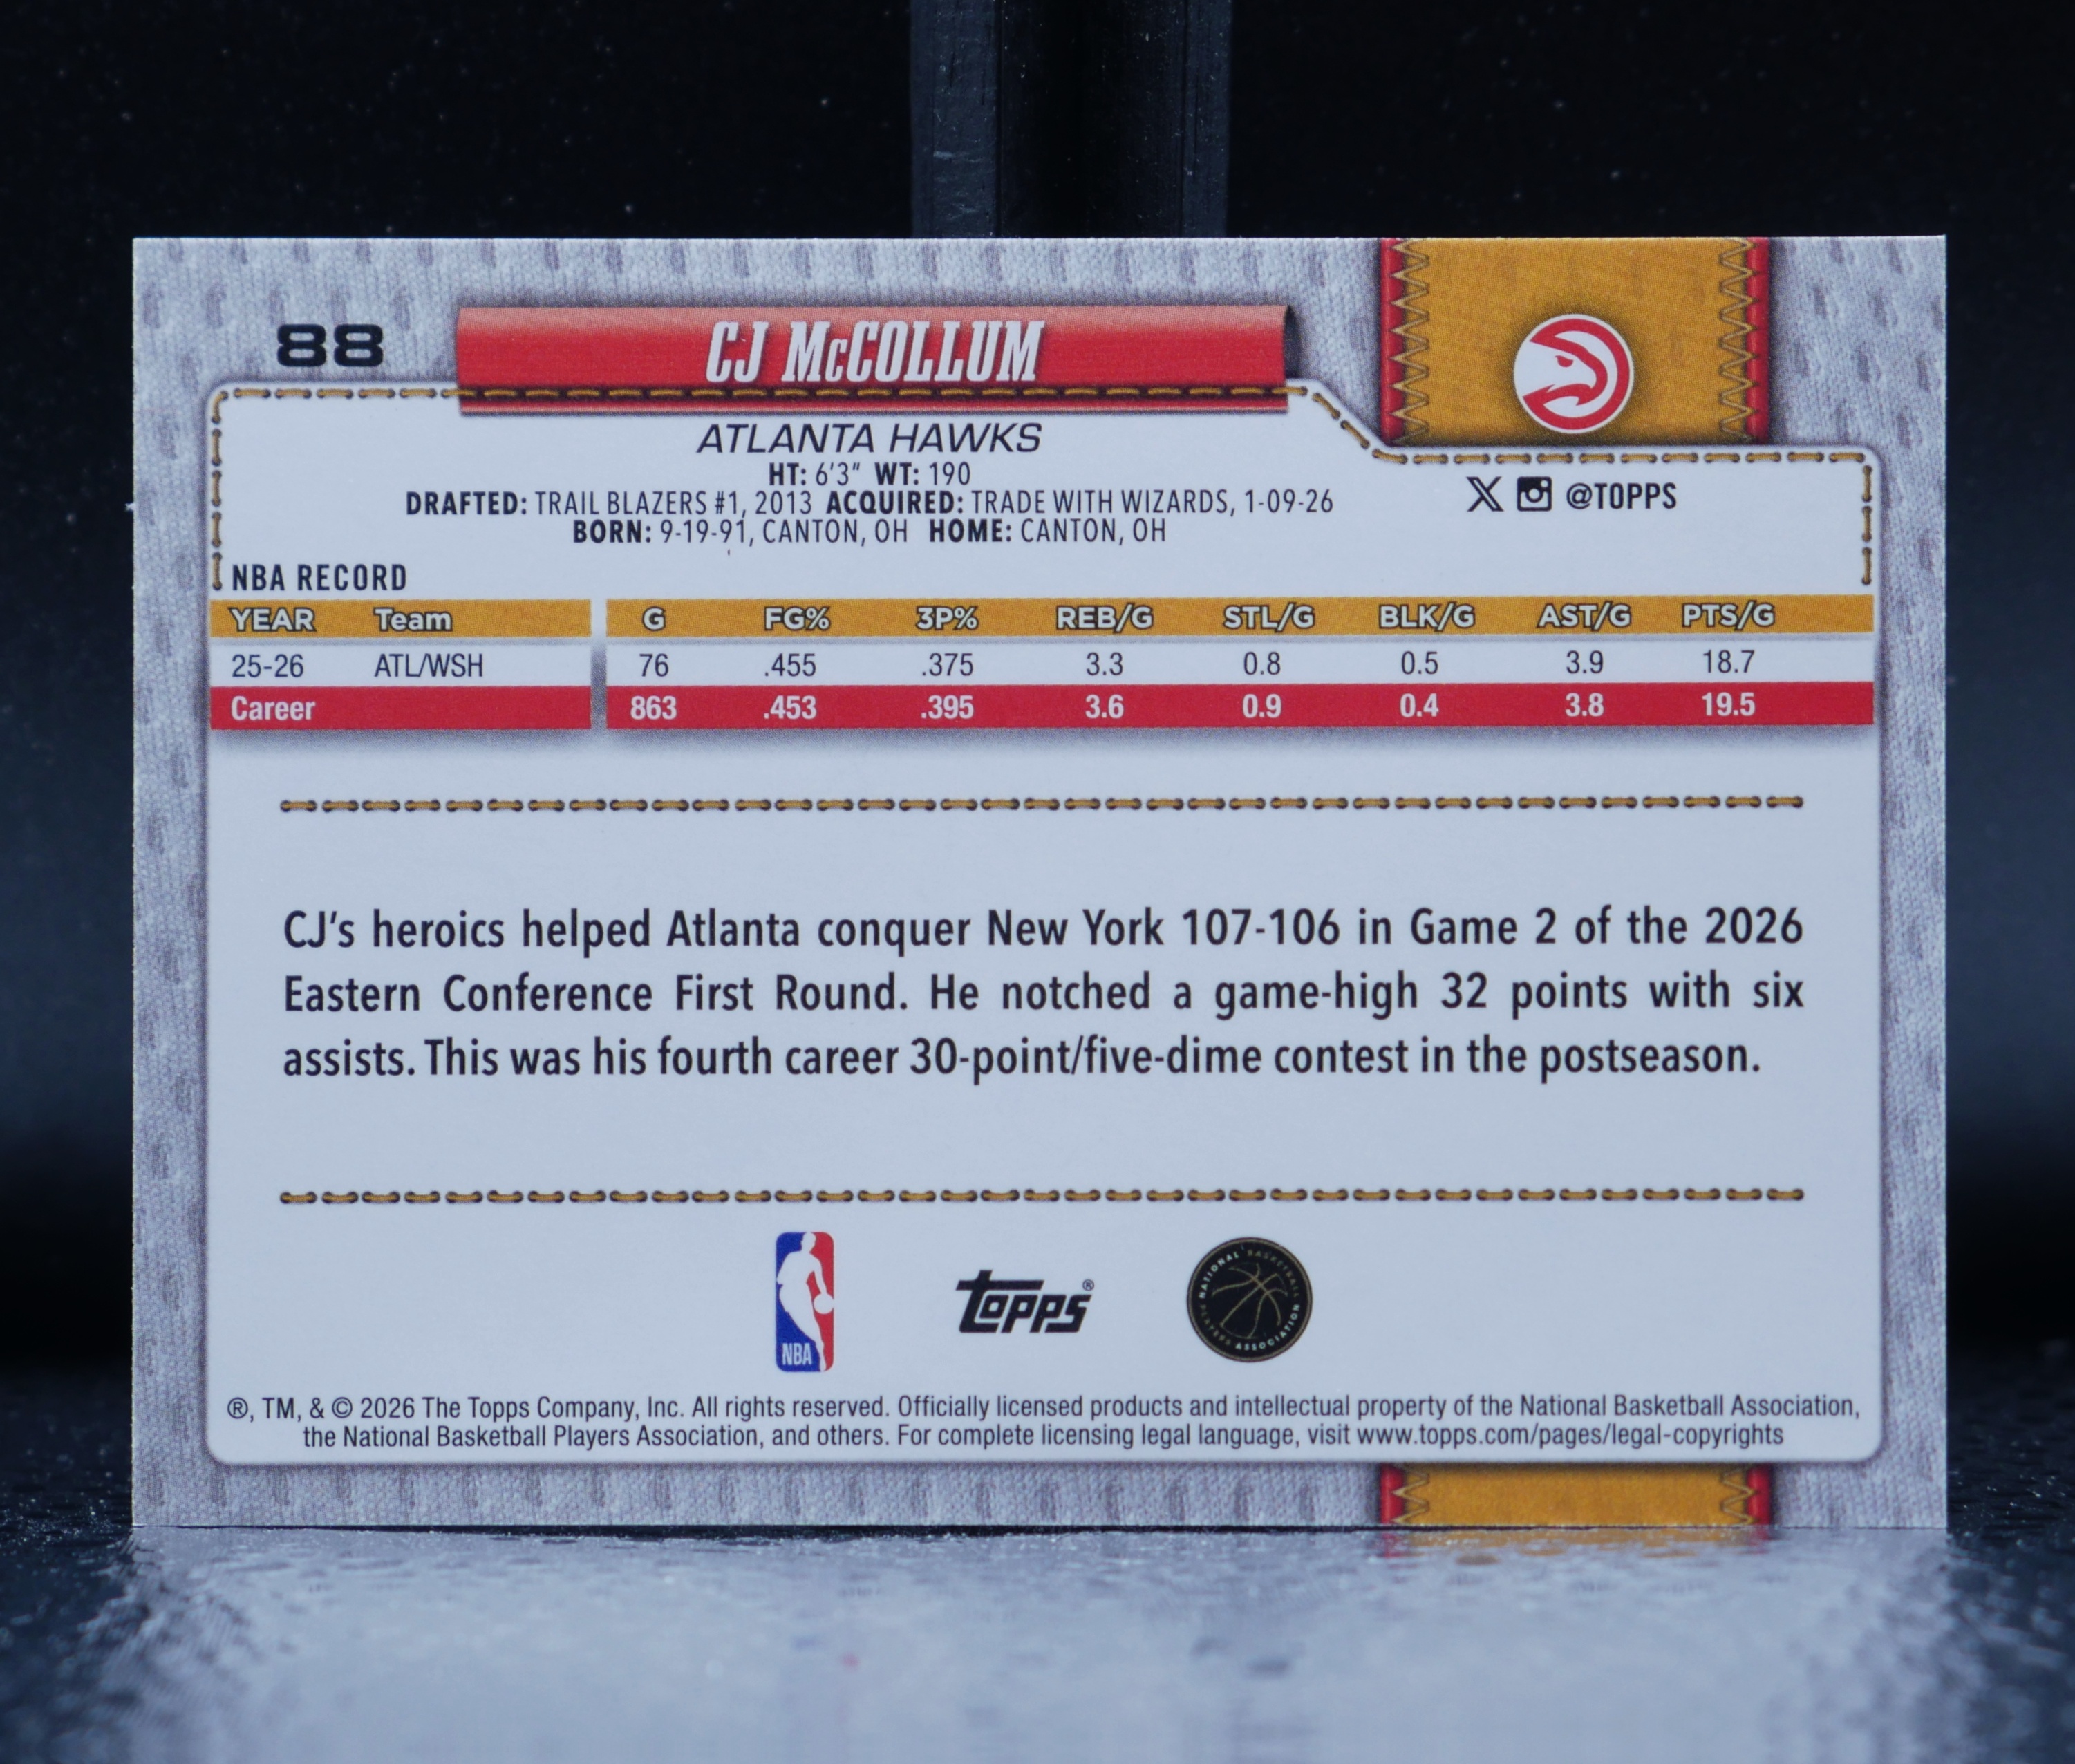 88
CJ McCOLLUM
ATLANTA HAWKS
HT: 6'3" WT: 190
DRAFTED: TRAIL BLAZERS #1, 2013 ACQUIRED: TRADE WITH WIZARDS, 1-09-26
BORN: 9-19-91, CANTON, OH HOME: CANTON, OH
@TOPPS
NBA RECORD
YEAR Team G FG% 3P% REB/G STL/G BLK/G AST/G PTS/G
25-26 ATL/WSH 76 .455 .375 3.3 0.8 0.5 3.9 18.7
Career 863 .453 .395 3.6 0.9 0.4 3.8 19.5
CJ's heroics helped Atlanta conquer New York 107-106 in Game 2 of the 2026
Eastern Conference First Round. He notched a game-high 32 points with six
assists. This was his fourth career 30-point/five-dime contest in the postseason.
NBA
topps®
NATIONAL BASKETBALL PLAYERS ASSOCIATION
®, TM, & © 2026 The Topps Company, Inc. All rights reserved. Officially licensed products and intellectual property of the National Basketball Association,
the National Basketball Players Association, and others. For complete licensing legal language, visit www.topps.com/pages/legal-copyrights